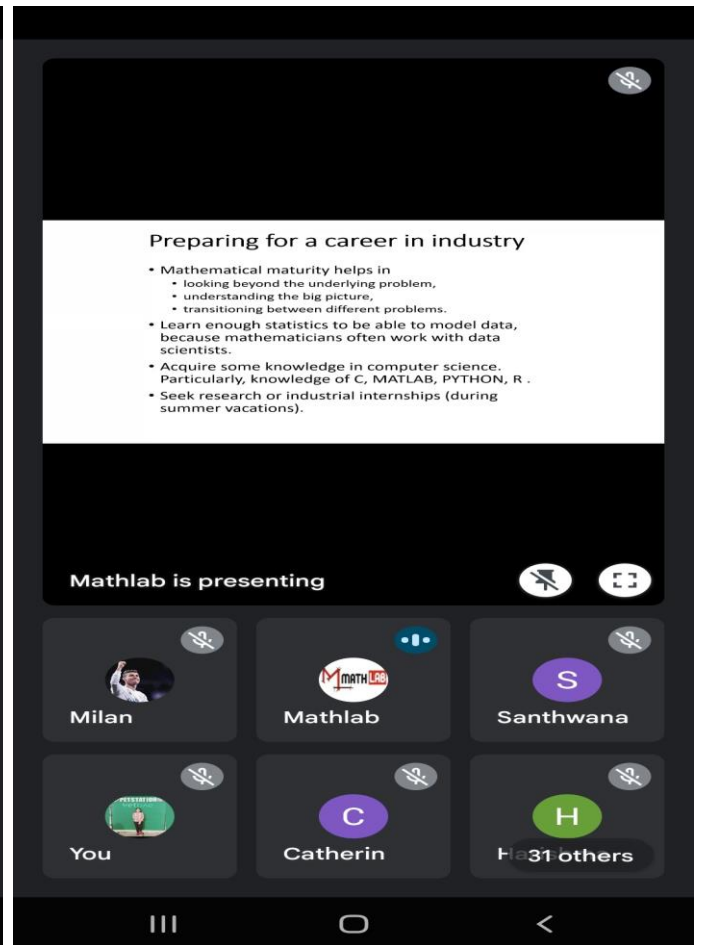 Preparing for a career in industry
• Mathematical maturity helps in
• looking beyond the underlying problem,
• understanding the big picture,
• transitioning between different problems.
• Learn enough statistics to be able to model data,
because mathematicians often work with data
scientists.
• Acquire some knowledge in computer science.
Particularly, knowledge of C, MATLAB, PYTHON, R .
• Seek research or industrial internships (during
summer vacations).
Mathlab is presenting
MATH LAB
S
Milan
Mathlab
Santhwana
C
H
You
Catherin
31 others